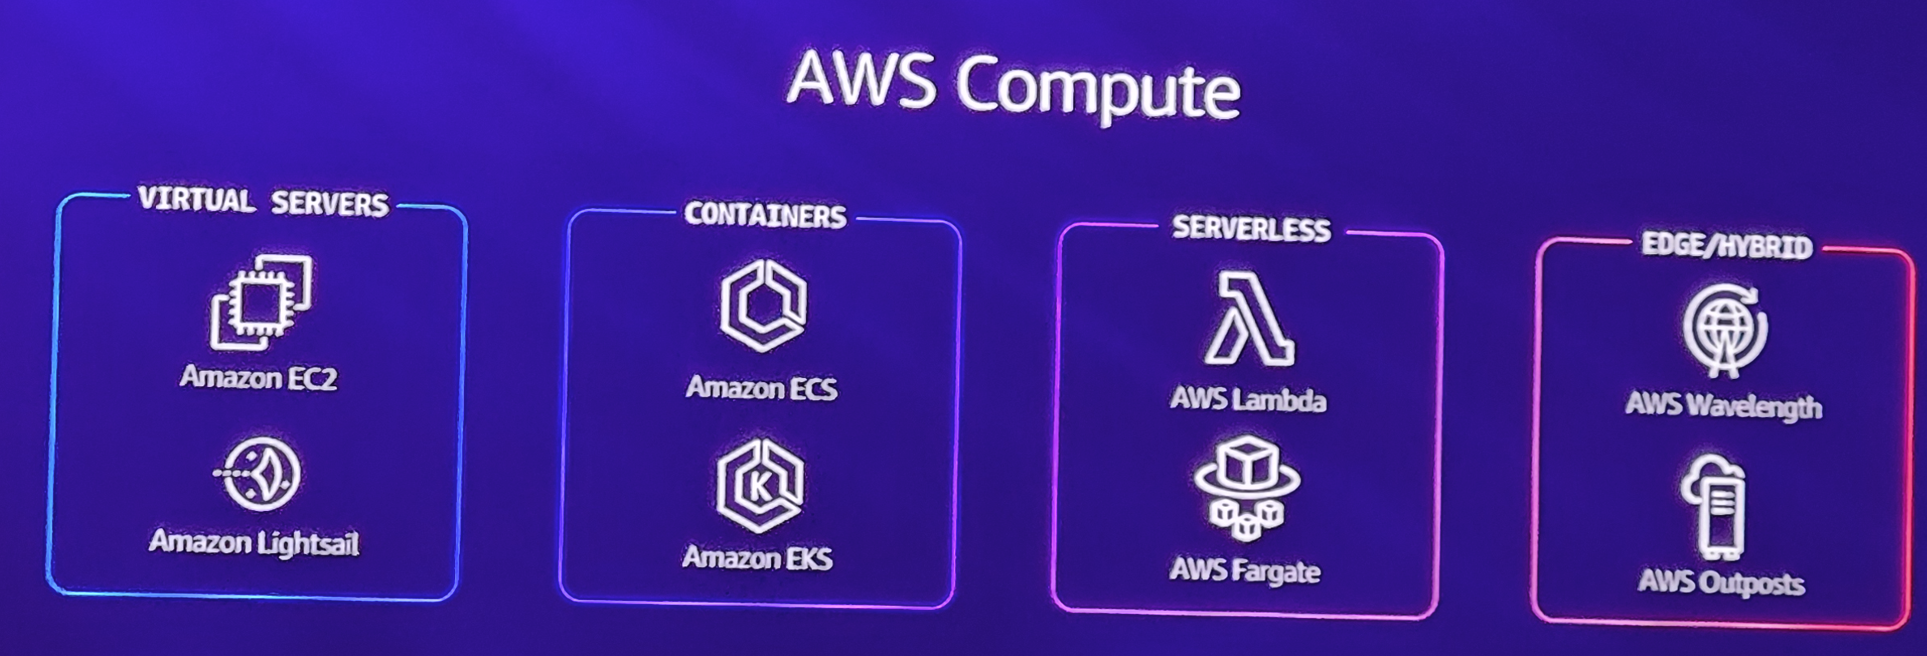 AWS Compute
VIRTUAL SERVERS
Amazon EC2
Amazon Lightsail
CONTAINERS
Amazon ECS
K
Amazon EKS
SERVERLESS
AWS Lambda
AWS Fargate
EDGE/HYBRID
AWS Wavelength
AWS Outposts